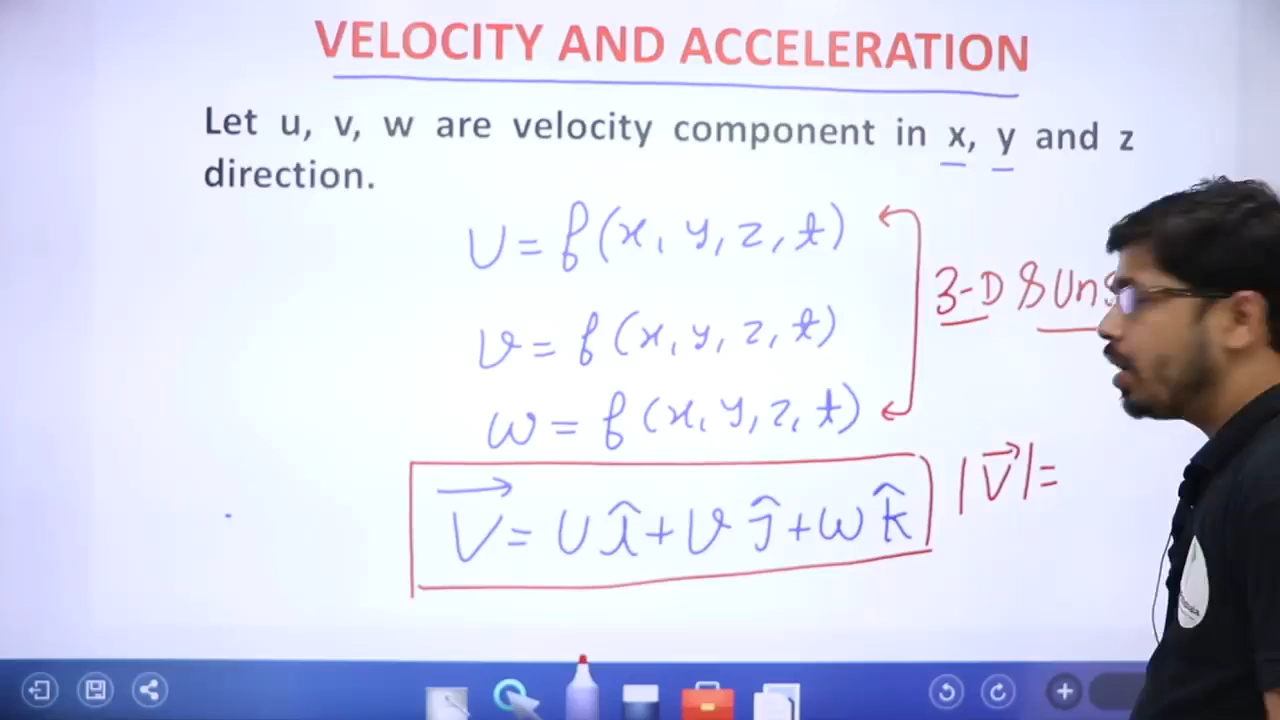 VELOCITY AND ACCELERATION
Let u, v, w are velocity component in x, y and z
direction.
U = f(x, y, z, t)
3-D & Uns
v = f(x, y, z, t)
w = f(x, y, z, t)
V⃗ = U î + v ĵ + w k̂
|V⃗| =